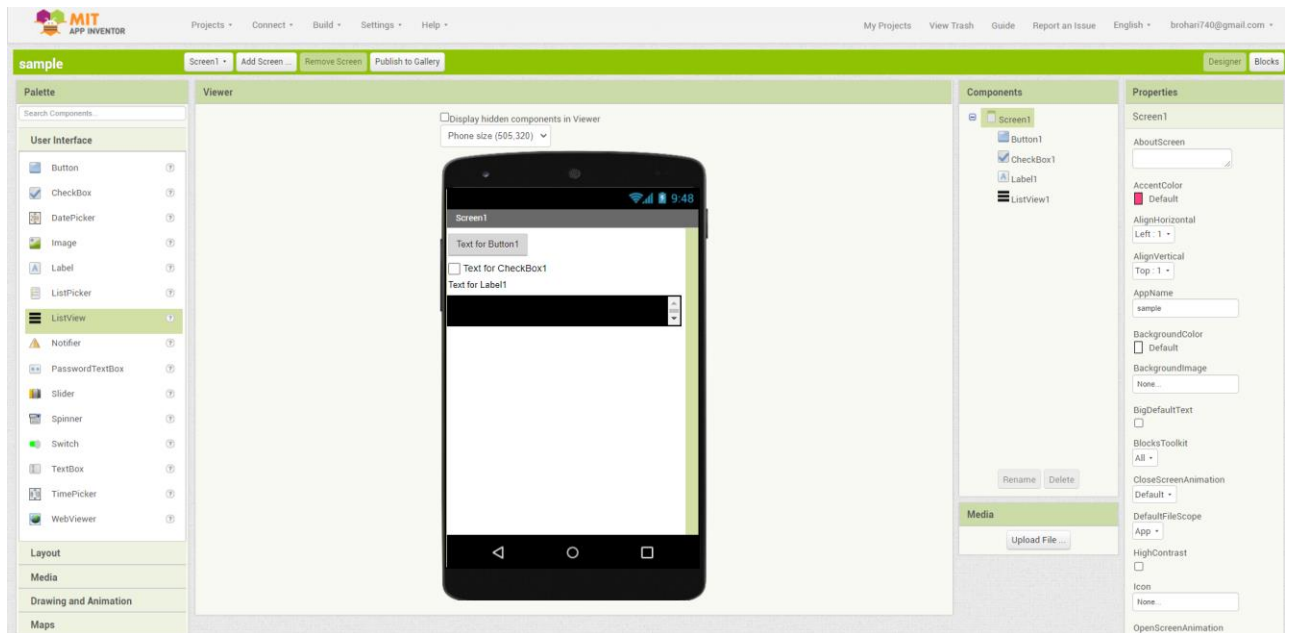 MIT
APP INVENTOR
Projects
Connect
Build
Settings
Help
My Projects
View Trash
Guide
Report an Issue
English
brohari740@gmail.com
sample
Screen1
Add Screen ...
Remove Screen
Publish to Gallery
Designer
Blocks
Palette
Search Components...
User Interface
Button
CheckBox
DatePicker
Image
Label
ListPicker
ListView
Notifier
PasswordTextBox
Slider
Spinner
Switch
TextBox
TimePicker
WebViewer
Layout
Media
Drawing and Animation
Maps
Viewer
Display hidden components in Viewer
Phone size (505,320)
9:48
Screen1
Text for Button1
Text for CheckBox1
Text for Label1
Components
Screen1
Button1
CheckBox1
Label1
ListView1
Rename
Delete
Media
Upload File ...
Properties
Screen1
AboutScreen
AccentColor
Default
AlignHorizontal
Left : 1
AlignVertical
Top : 1
AppName
sample
BackgroundColor
Default
BackgroundImage
None...
BigDefaultText
BlocksToolkit
All
CloseScreenAnimation
Default
DefaultFileScope
App
HighContrast
Icon
None...
OpenScreenAnimation